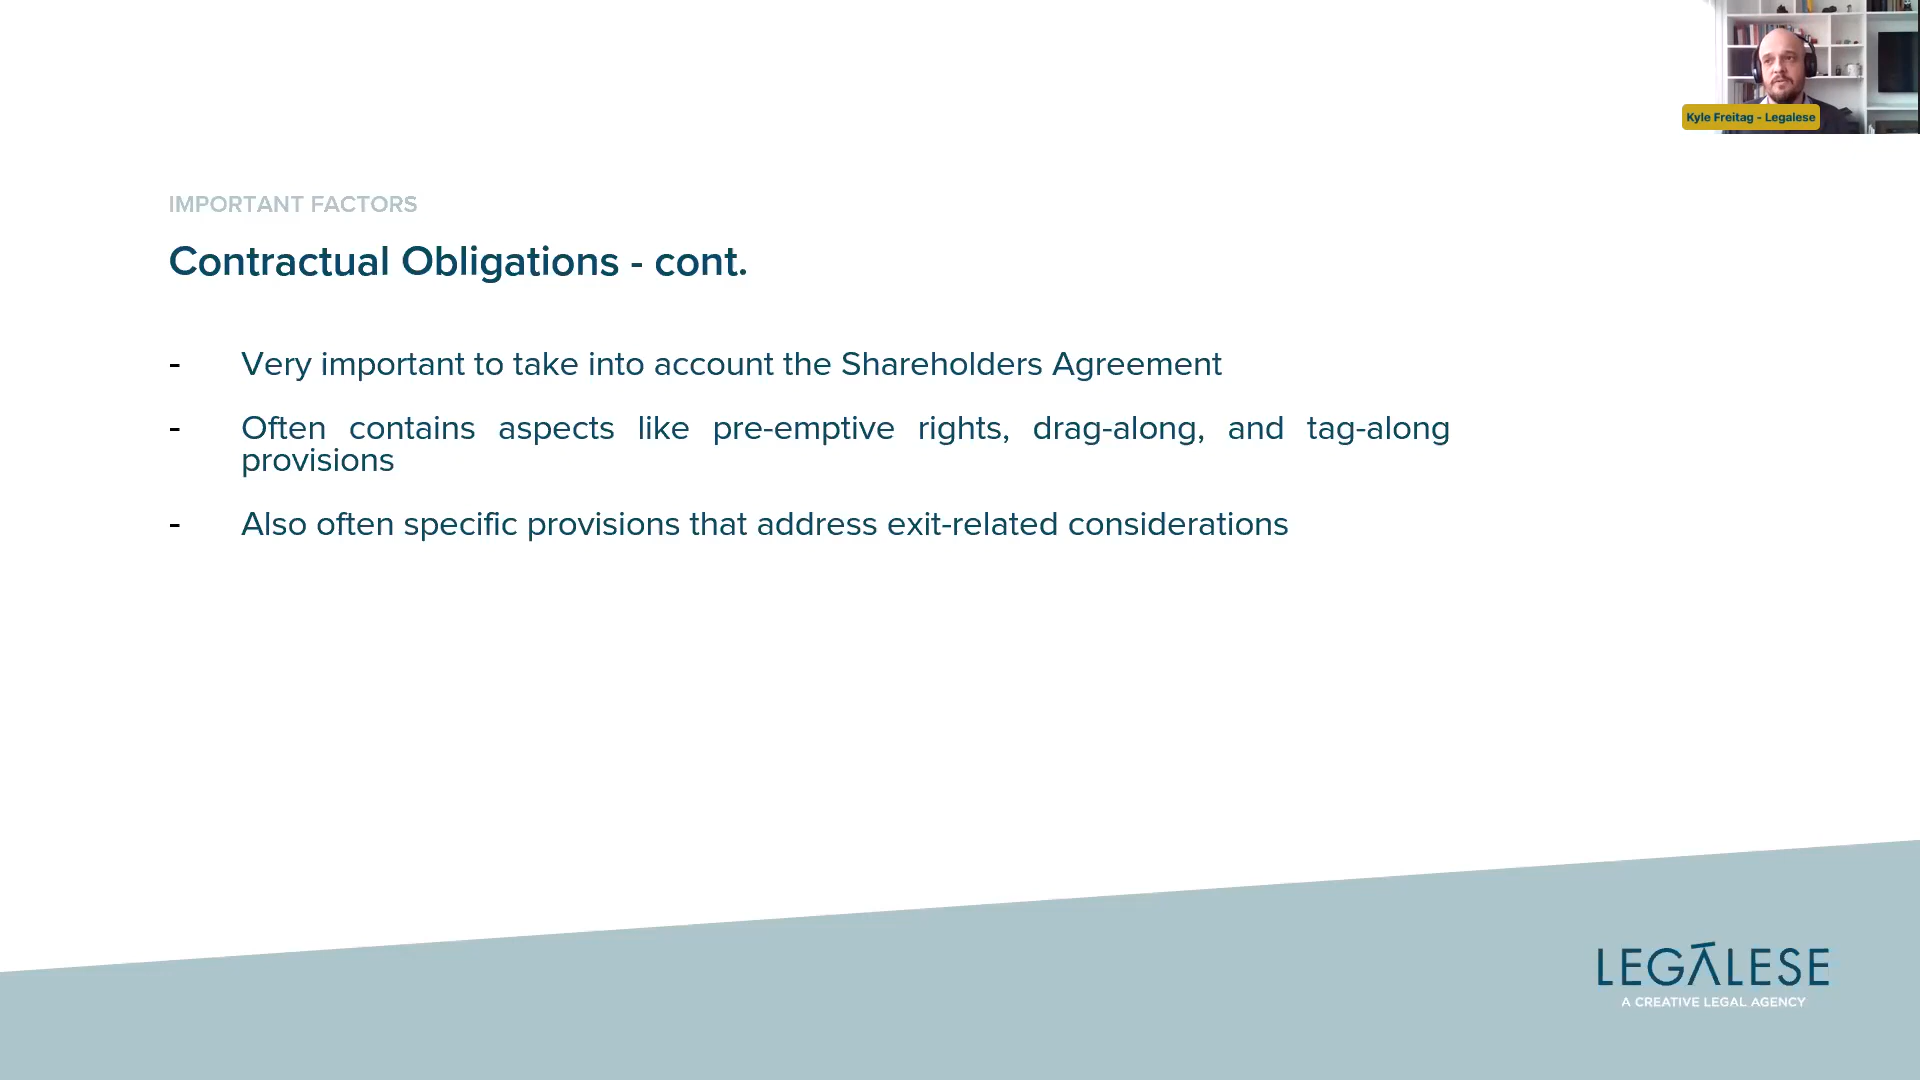 Kyle Freitag - Legalese
IMPORTANT FACTORS
Contractual Obligations - cont.
- Very important to take into account the Shareholders Agreement
- Often contains aspects like pre-emptive rights, drag-along, and tag-along
provisions
- Also often specific provisions that address exit-related considerations
LEGALESE
A CREATIVE LEGAL AGENCY